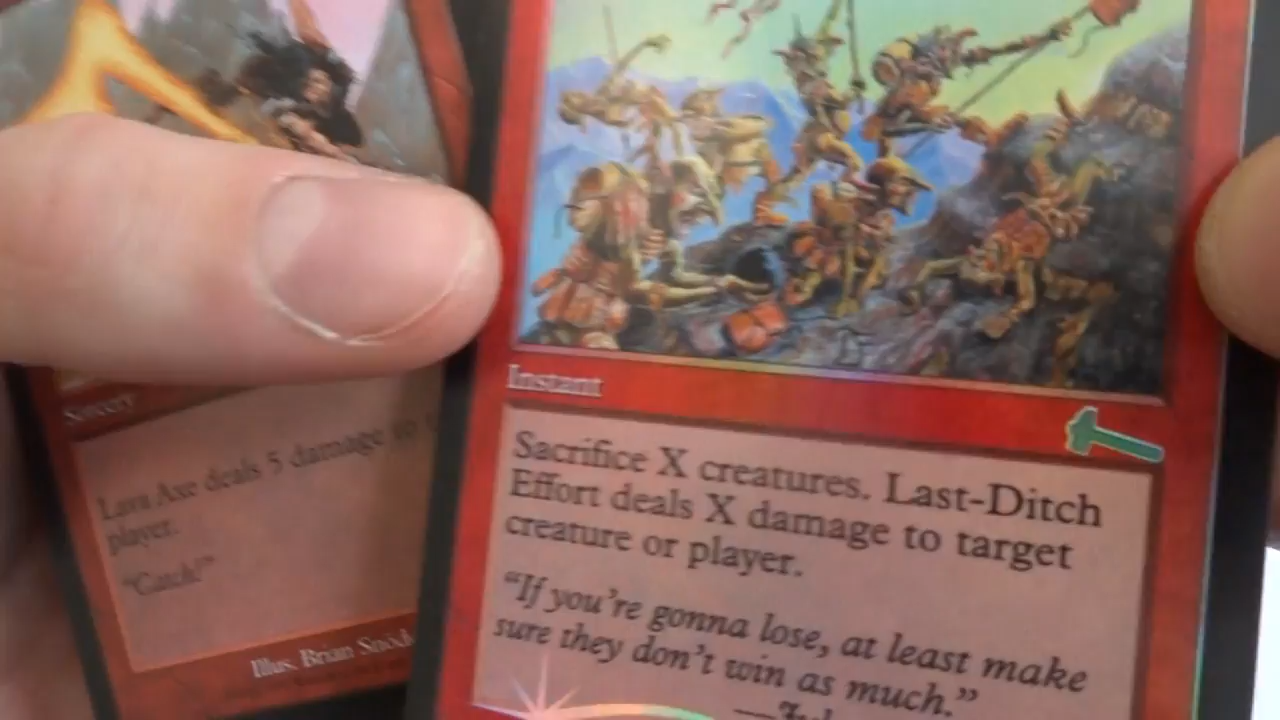 Sorcery
Lava Axe deals 5 damage to
player.
"Catch!"
Illus. Brian Snõd
Instant
Sacrifice X creatures. Last-Ditch
Effort deals X damage to target
creature or player.
"If you're gonna lose, at least make
sure they don't win as much."